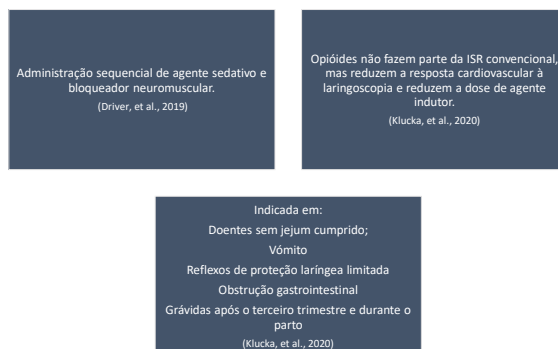 Administração sequencial de agente sedativo e
bloqueador neuromuscular.
(Driver, et al., 2019)
Opióides não fazem parte da ISR convencional,
mas reduzem a resposta cardiovascular à
laringoscopia e reduzem a dose de agente
indutor.
(Klucka, et al., 2020)
Indicada em:
Doentes sem jejum cumprido;
Vómito
Reflexos de proteção laríngea limitada
Obstrução gastrointestinal
Grávidas após o terceiro trimestre e durante o
parto
(Klucka, et al., 2020)